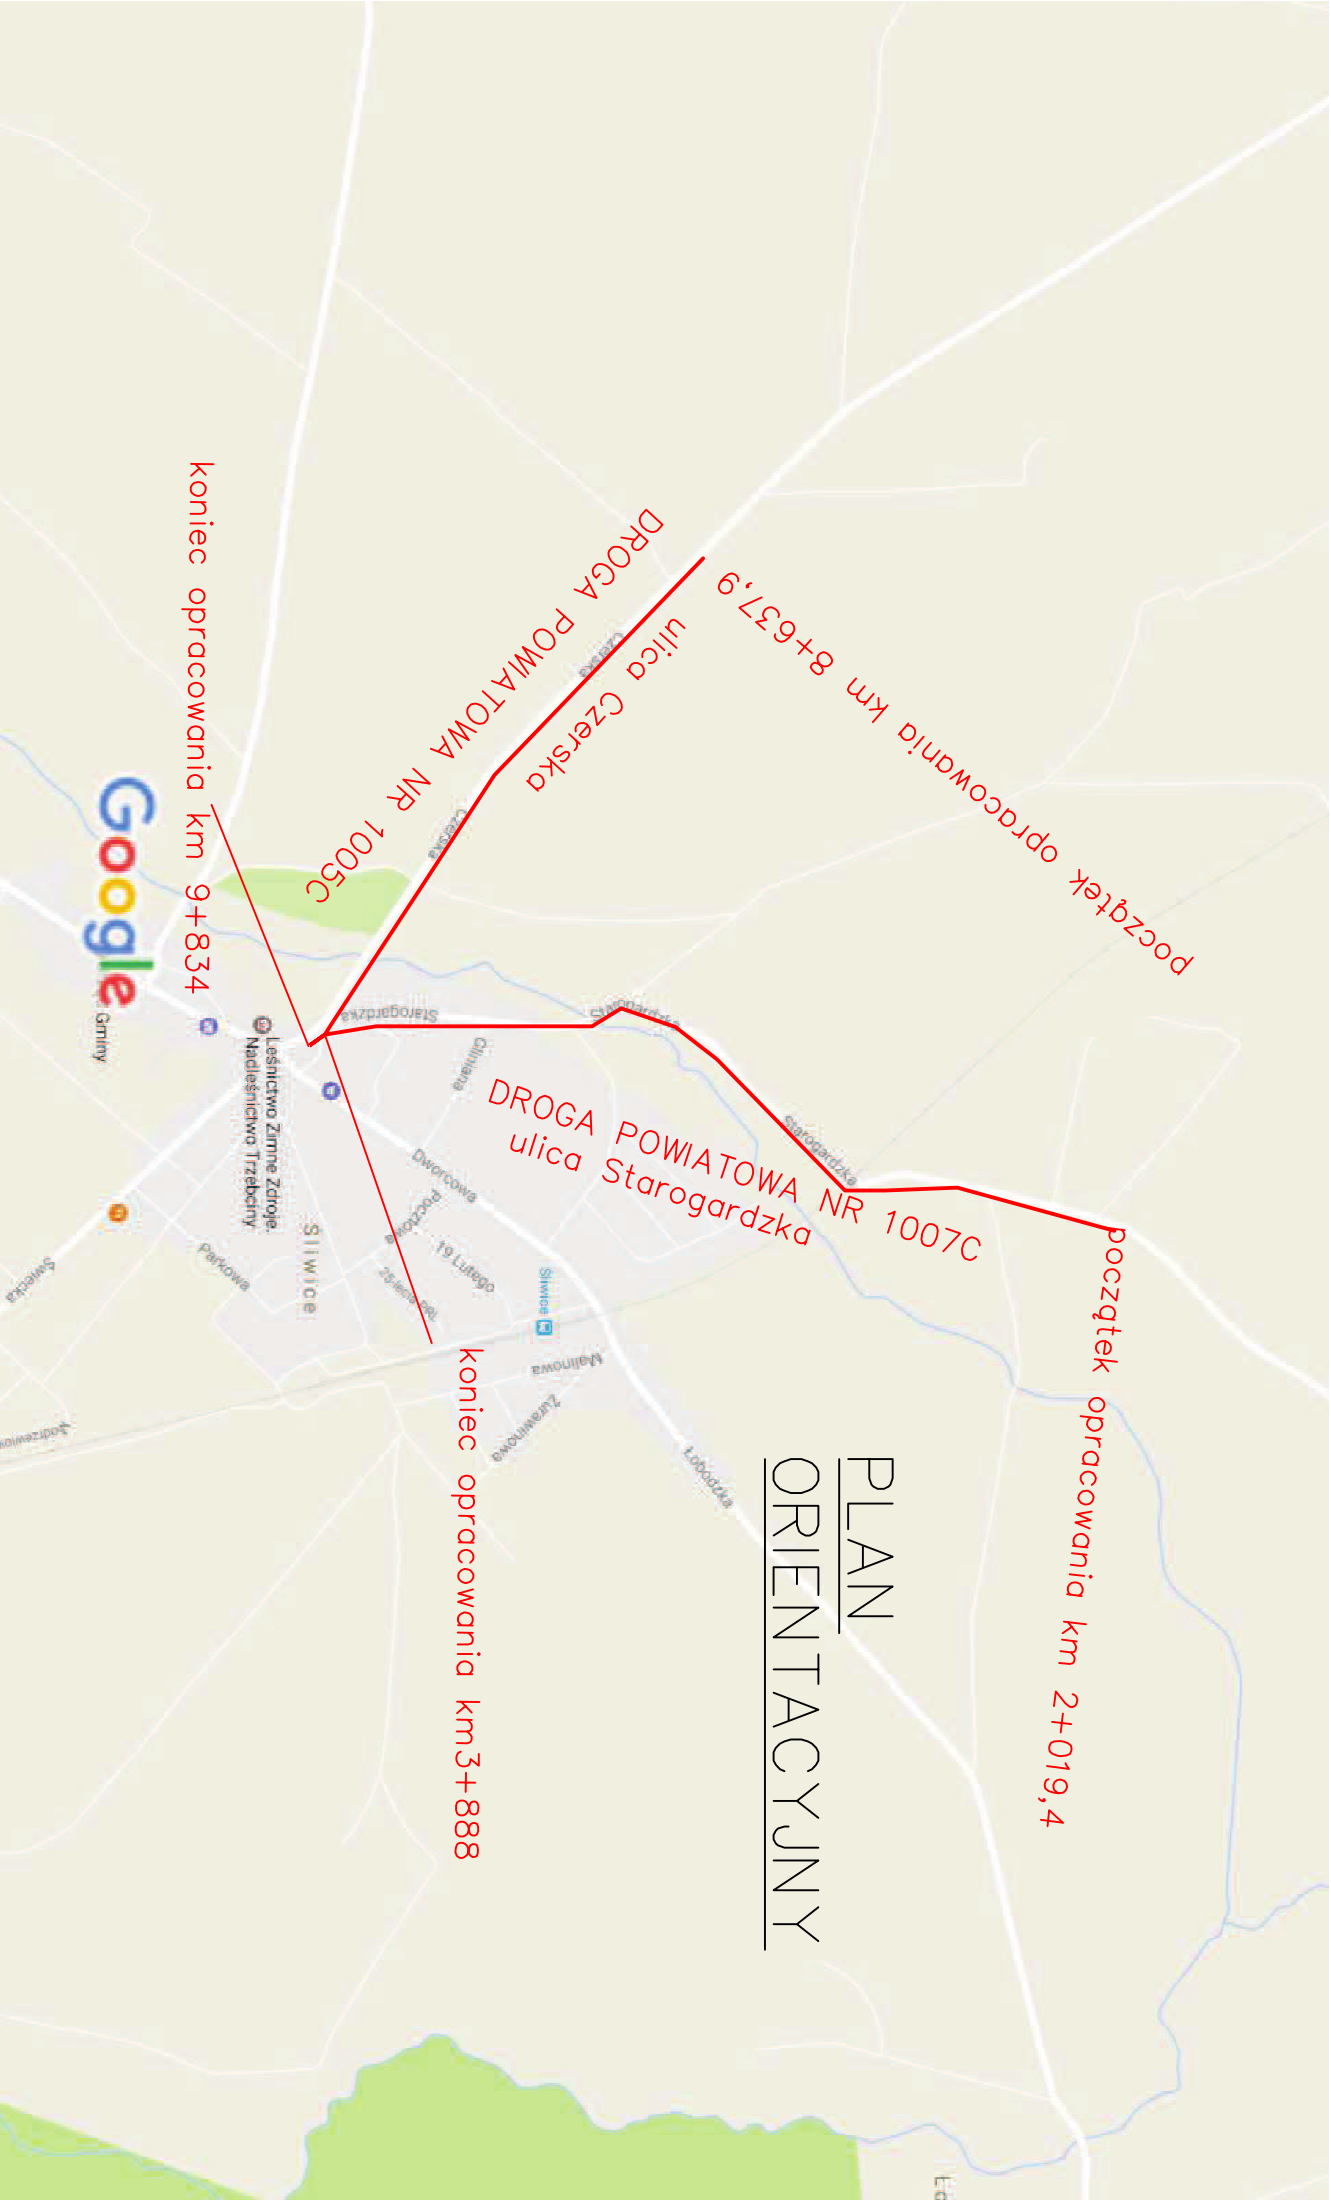 PLAN
ORIENTACYJNY
początek opracowania km 8+637,9
ulica Czerska
DROGA POWIATOWA NR 1005C
koniec opracowania km 9+834
początek opracowania km 2+019,4
DROGA POWIATOWA NR 1007C
ulica Starogardzka
koniec opracowania km3+888
Czerska
Czerska
Starogardzka
Starogardzka
Starogardzka
Gliniana
Dworcowa
Pocztowa
19 Lutego
25-lecia PRL
Śliwice
Malinowa
Żurawinowa
Łobodzka
Leśnictwo Zimne Zdroje.
Nadleśnictwo Trzebciny
Śliwice
Parkowa
Świecka
Gminy
Google